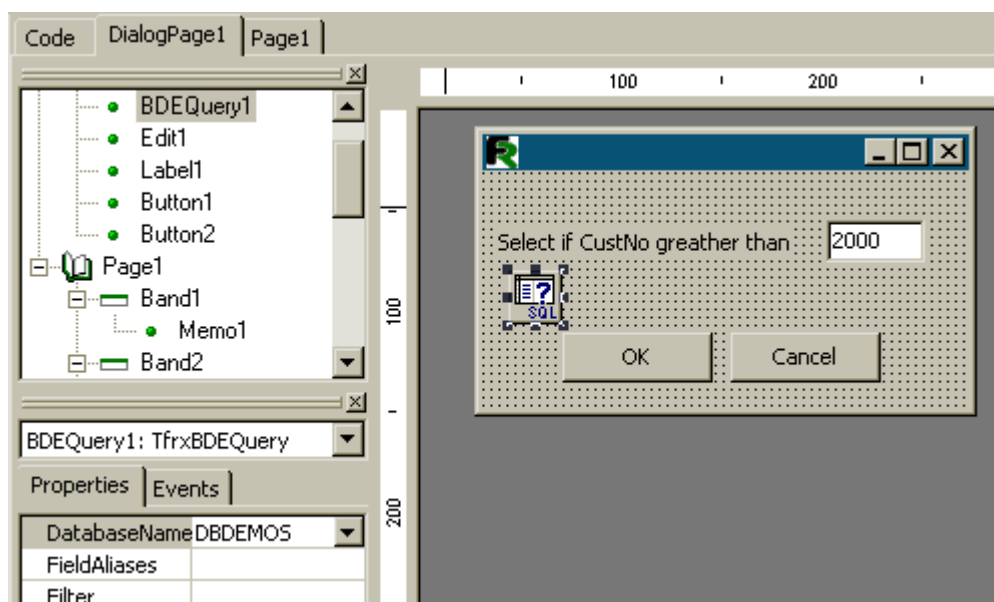 Code DialogPage1 Page1
100 200
BDEQuery1
Edit1
Label1
Button1
Button2
Page1
Band1
Memo1
Band2
BDEQuery1: TfrxBDEQuery
Properties Events
DatabaseName DBDEMOS
FieldAliases
Filter
100
200
FR
Select if CustNo greather than 2000
SQL
OK Cancel